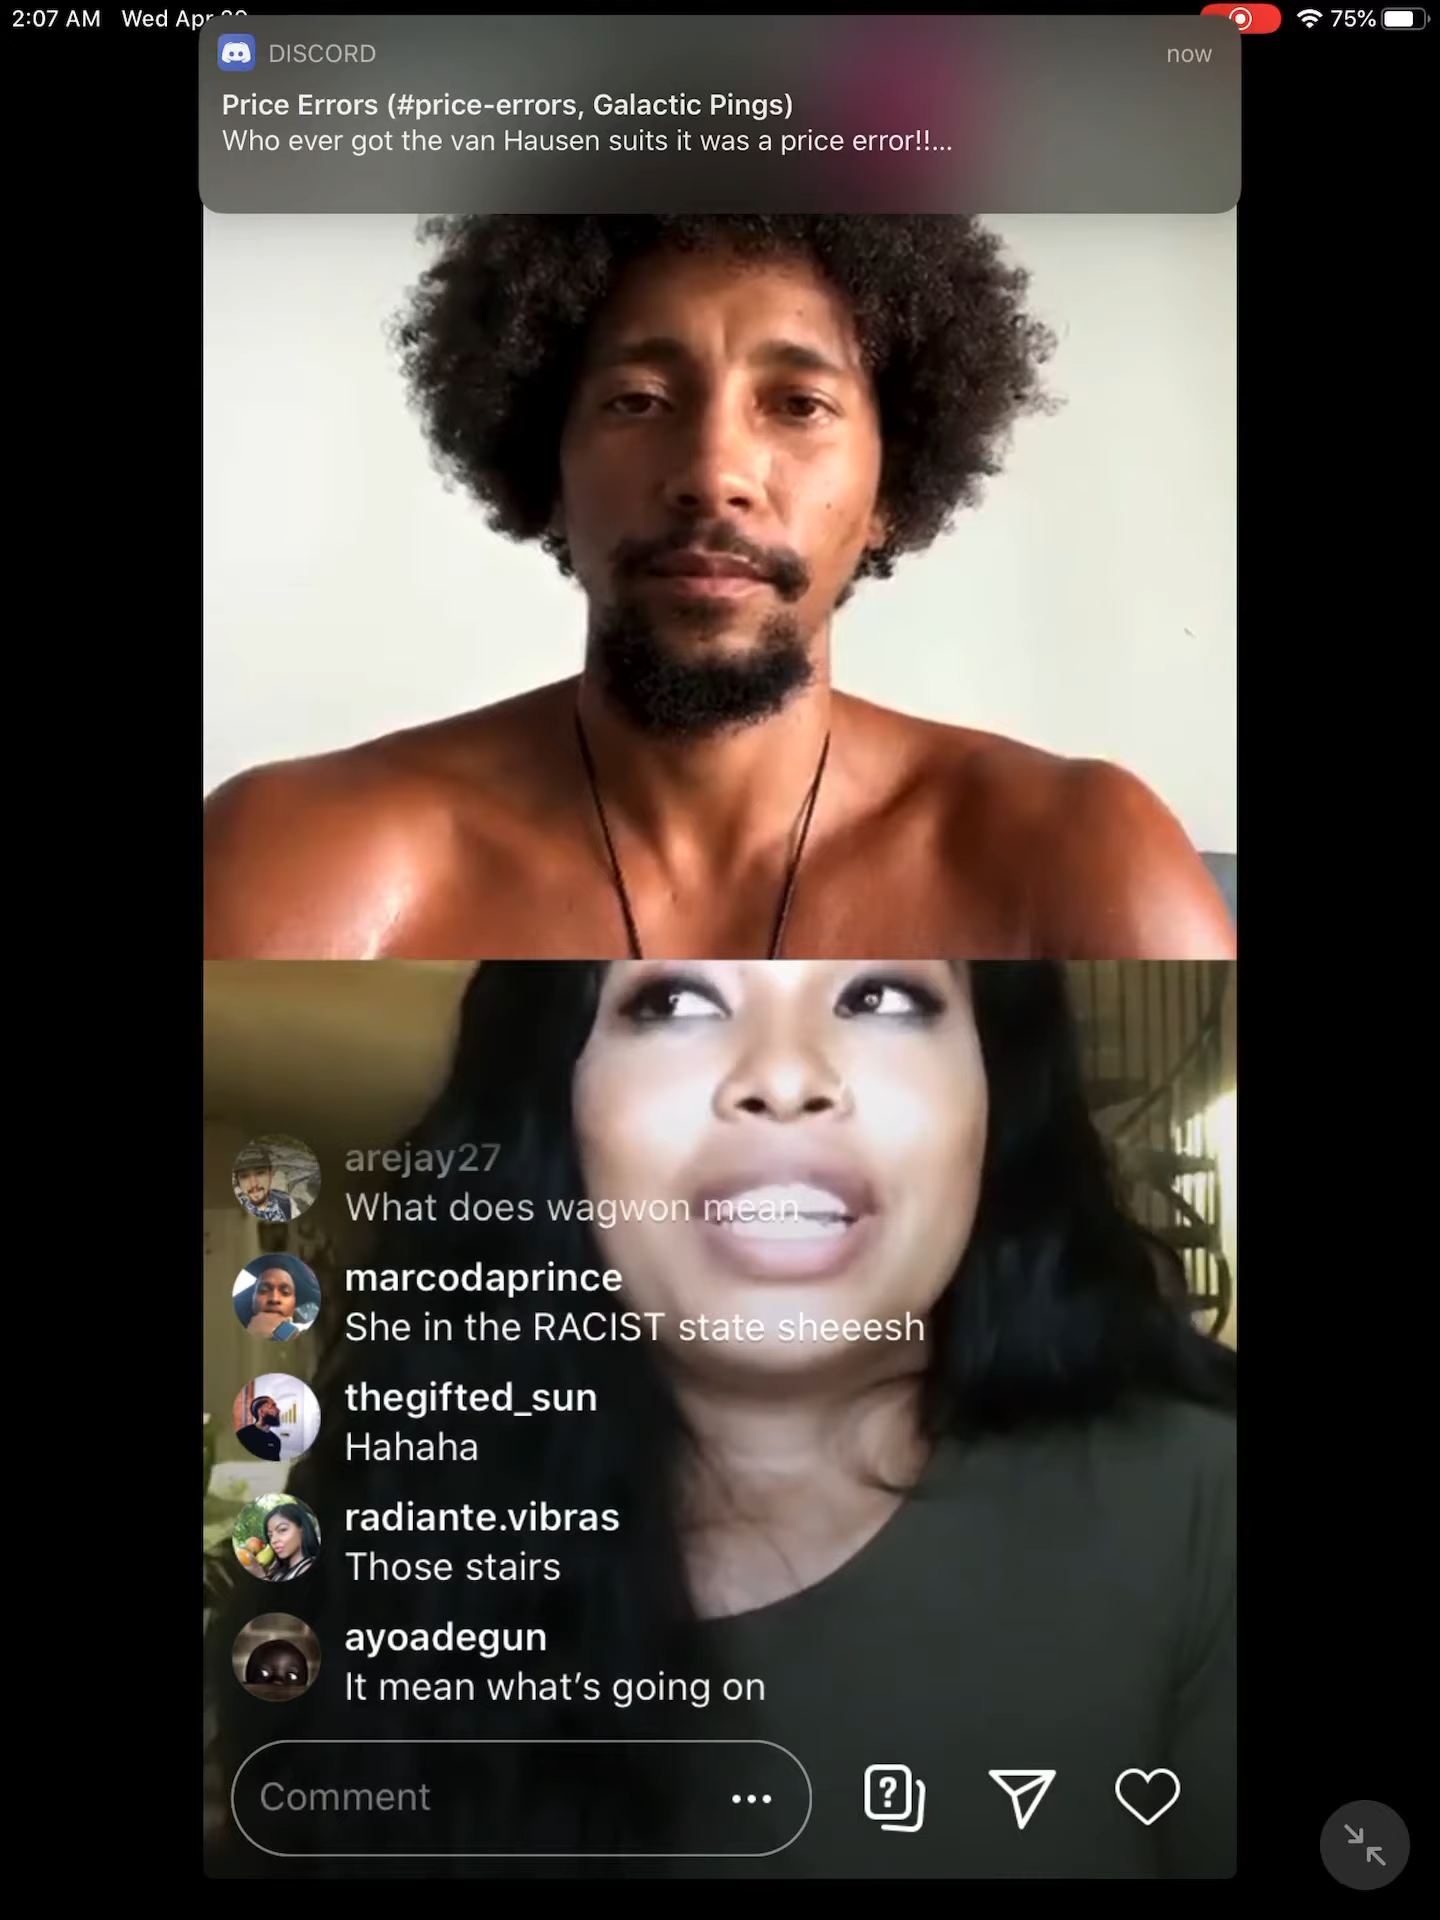 2:07 AM Wed Apr
75%
DISCORD
now
Price Errors (#price-errors, Galactic Pings)
Who ever got the van Hausen suits it was a price error!!...
arejay27
What does wagwon mean
marcodaprince
She in the RACIST state sheeesh
thegifted_sun
Hahaha
radiante.vibras
Those stairs
ayoadegun
It mean what's going on
Comment